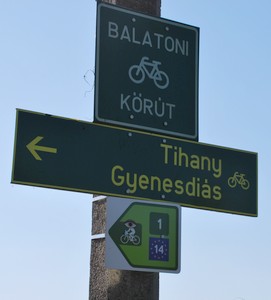 BALATONI
KÖRÚT
Tihany
Gyenesdiás
1
14